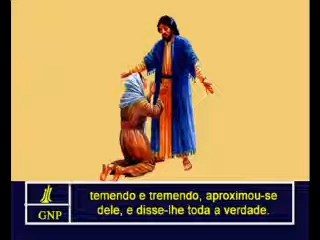 temendo e tremendo, aproximou-se
dele, e disse-lhe toda a verdade.
GNP